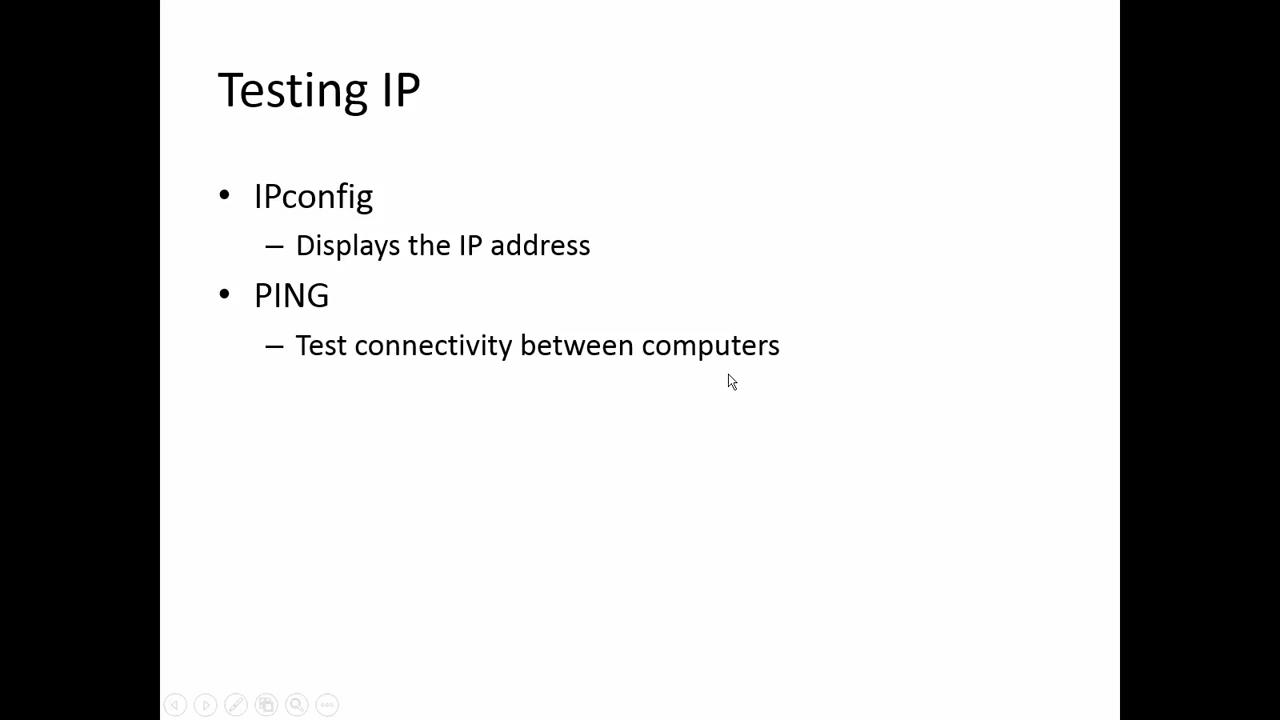 Testing IP
• IPconfig
– Displays the IP address
• PING
– Test connectivity between computers